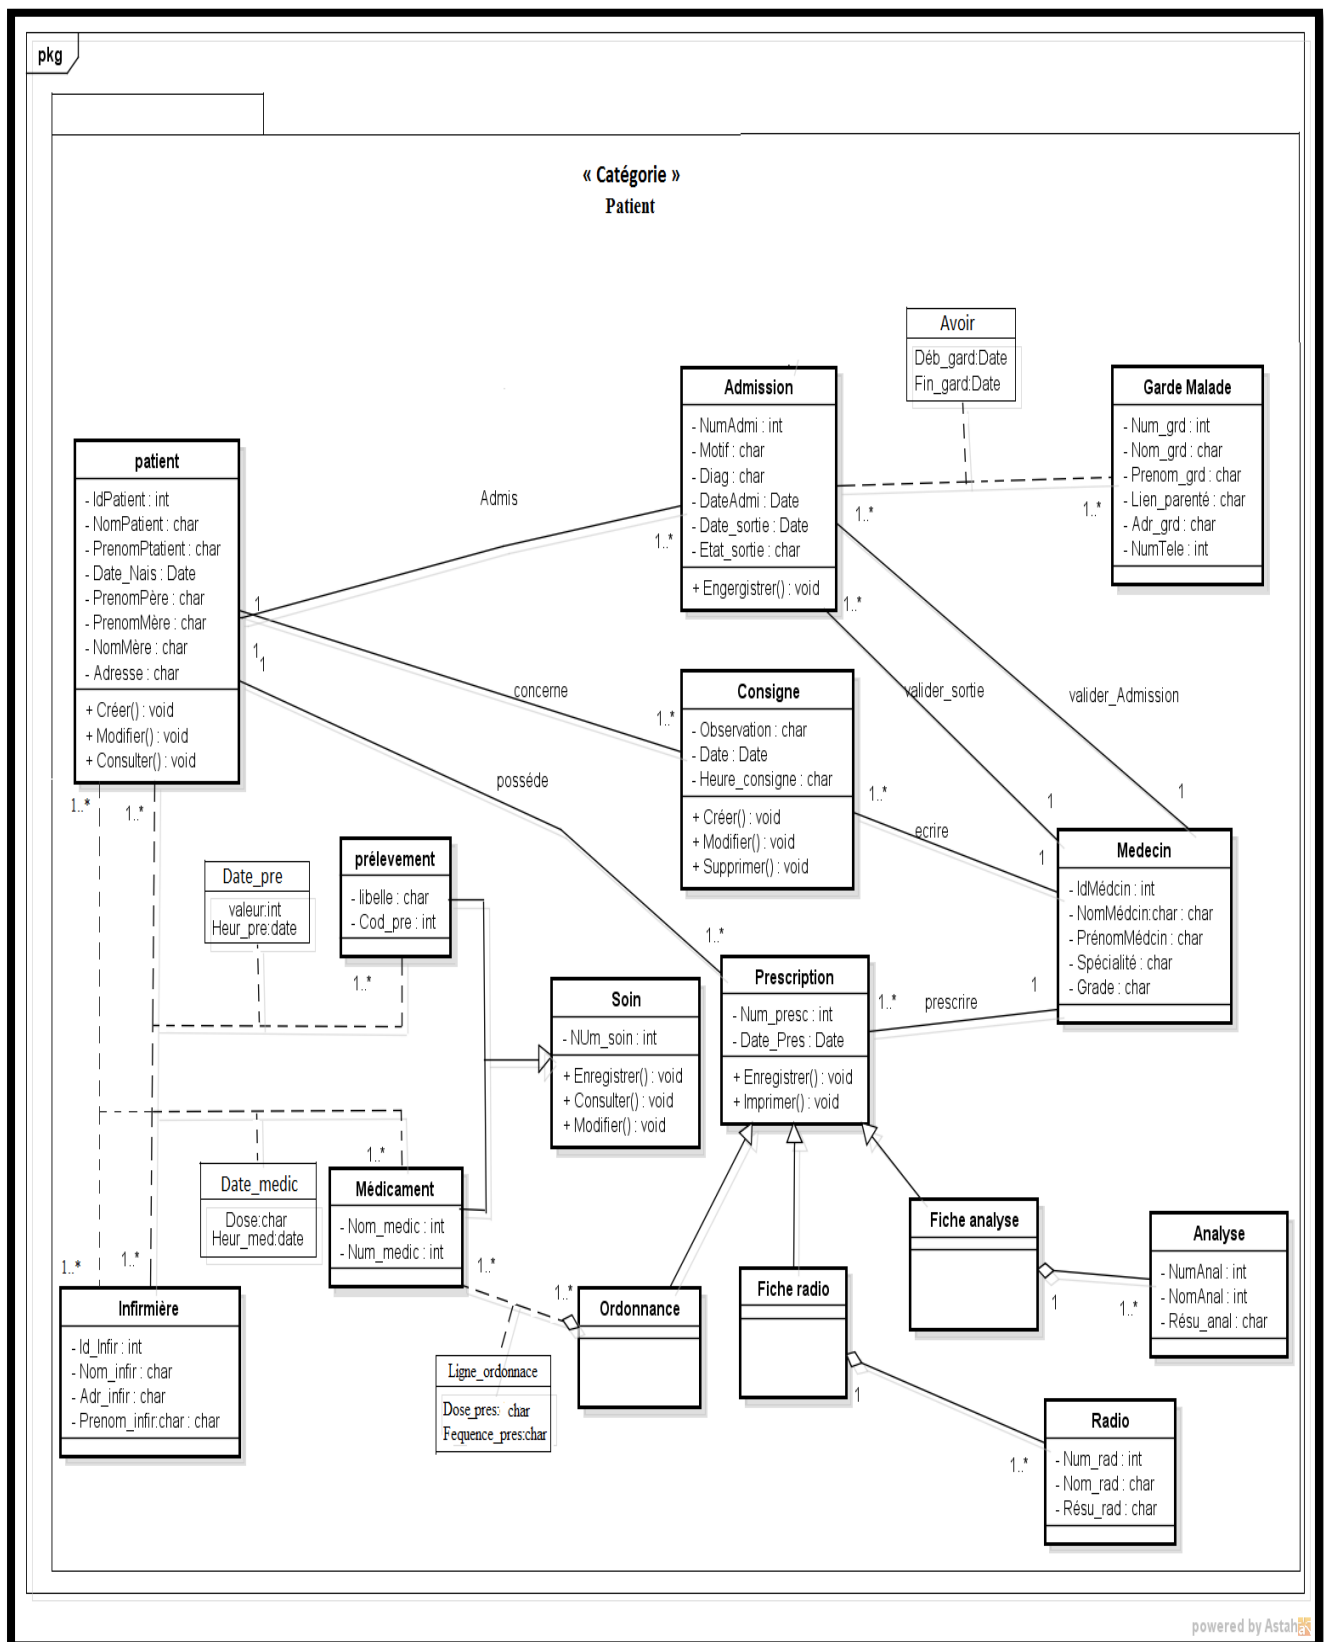 pkg
« Catégorie »
Patient
Avoir
Déb_gard:Date
Fin_gard:Date
Admission
- NumAdmi : int
- Motif : char
- Diag : char
- DateAdmi : Date
- Date_sortie : Date
- Etat_sortie : char
+ Engergistrer() : void
Garde Malade
- Num_grd : int
- Nom_grd : char
- Prenom_grd : char
- Lien_parenté : char
- Adr_grd : char
- NumTele : int
patient
- IdPatient : int
- NomPatient : char
- PrenomPtatient : char
- Date_Nais : Date
- PrenomPère : char
- PrenomMère : char
- NomMère : char
- Adresse : char
+ Créer() : void
+ Modifier() : void
+ Consulter() : void
Admis
1..*
1
1..*
1..*
1..*
1
1
concerne
1..*
posséde
valider_sortie
valider_Admission
1
1
Consigne
- Observation : char
- Date : Date
- Heure_consigne : char
+ Créer() : void
+ Modifier() : void
+ Supprimer() : void
1..*
ecrire
1
Medecin
- IdMédcin : int
- NomMédcin:char : char
- PrénomMédcin : char
- Spécialité : char
- Grade : char
1..*
1..*
prélevement
- libelle : char
- Cod_pre : int
Date_pre
valeur:int
Heur_pre:date
1..*
1..*
Soin
- NUm_soin : int
+ Enregistrer() : void
+ Consulter() : void
+ Modifier() : void
Prescription
- Num_presc : int
- Date_Pres : Date
+ Enregistrer() : void
+ Imprimer() : void
1..*
prescrire
1
1..*
Date_medic
Dose:char
Heur_med:date
Médicament
- Nom_medic : int
- Num_medic : int
1..*
1..*
1..*
1..*
Infirmière
- Id_Infir : int
- Nom_infir : char
- Adr_infir : char
- Prenom_infir:char : char
Ligne_ordonnace
Dose_pres: char
Fequence_pres:char
Ordonnance
Fiche radio
1
Fiche analyse
1
1..*
Analyse
- NumAnal : int
- NomAnal : int
- Résu_anal : char
1..*
Radio
- Num_rad : int
- Nom_rad : char
- Résu_rad : char
powered by Astah